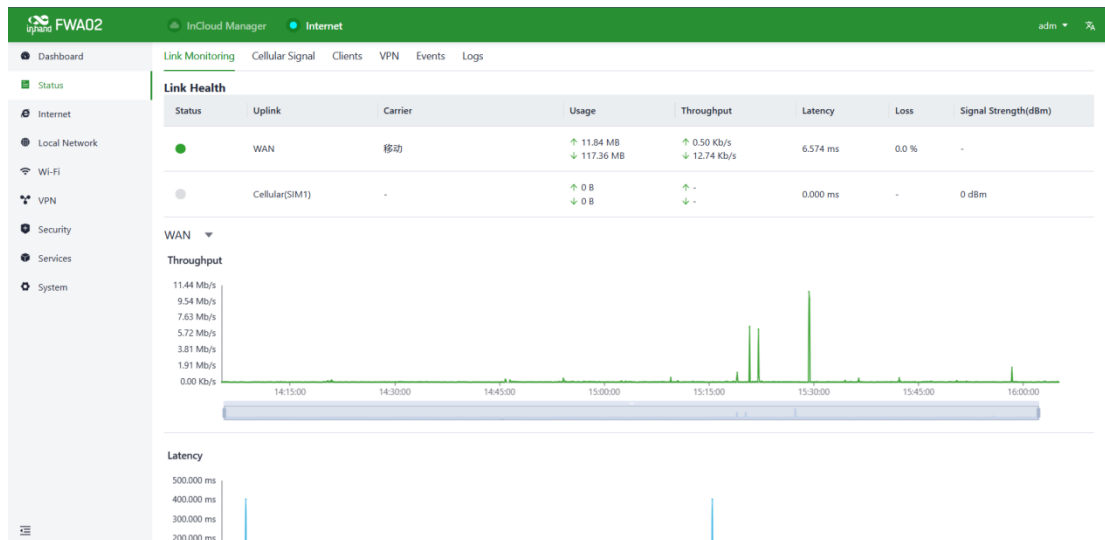 inhand FWA02 InCloud Manager Internet adm
Dashboard
Status
Internet
Local Network
Wi-Fi
VPN
Security
Services
System
Link Monitoring Cellular Signal Clients VPN Events Logs
Link Health
Status Uplink Carrier Usage Throughput Latency Loss Signal Strength(dBm)
WAN 移动 ↑ 11.84 MB ↑ 0.50 Kb/s 6.574 ms 0.0 % -
↓ 117.36 MB ↓ 12.74 Kb/s
Cellular(SIM1) - ↑ 0 B ↑ - 0.000 ms - 0 dBm
↓ 0 B ↓ -
WAN
Throughput
11.44 Mb/s
9.54 Mb/s
7.63 Mb/s
5.72 Mb/s
3.81 Mb/s
1.91 Mb/s
0.00 Kb/s
14:15:00 14:30:00 14:45:00 15:00:00 15:15:00 15:30:00 15:45:00 16:00:00
Latency
500.000 ms
400.000 ms
300.000 ms
200.000 ms